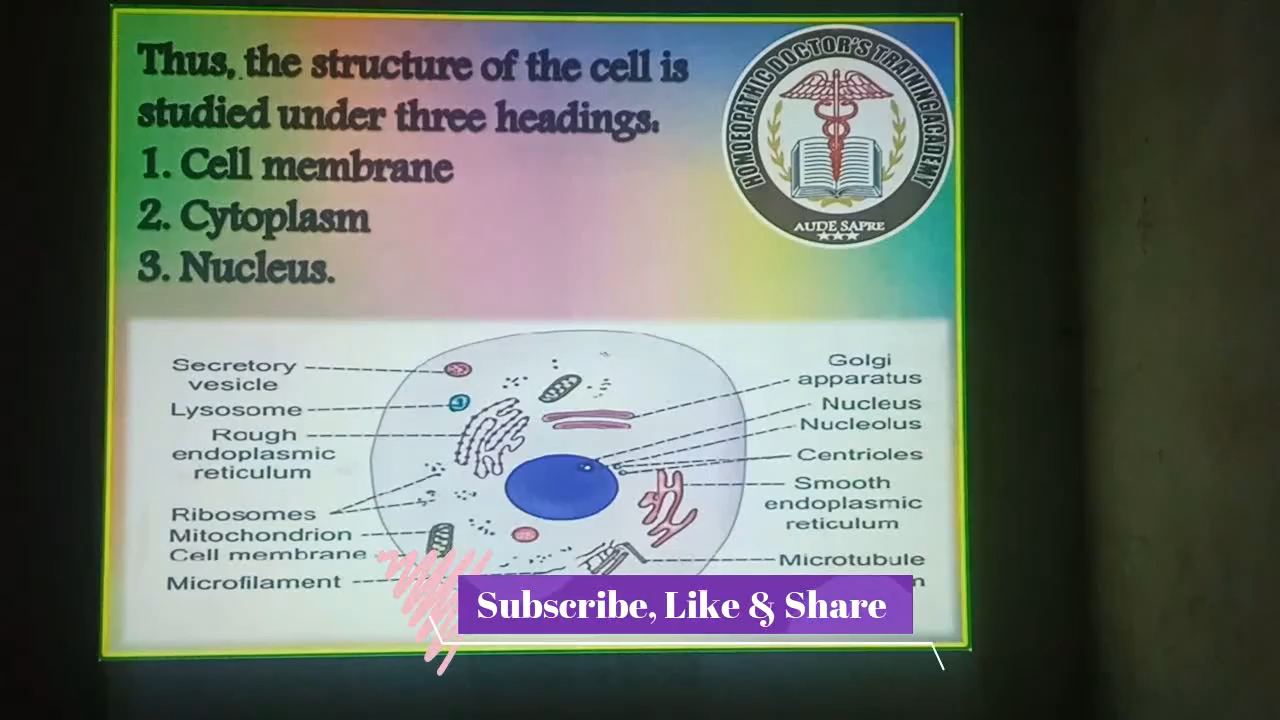 Thus, the structure of the cell is
studied under three headings.
1. Cell membrane
2. Cytoplasm
3. Nucleus.
HOMOEOPATHIC DOCTOR'S TRAINING ACADEMY
AUDE SAPRE
Secretory
vesicle
Lysosome
Rough
endoplasmic
reticulum
Ribosomes
Mitochondrion
Cell membrane
Microfilament
Golgi
apparatus
Nucleus
Nucleolus
Centrioles
Smooth
endoplasmic
reticulum
Microtubule
Subscribe, Like & Share